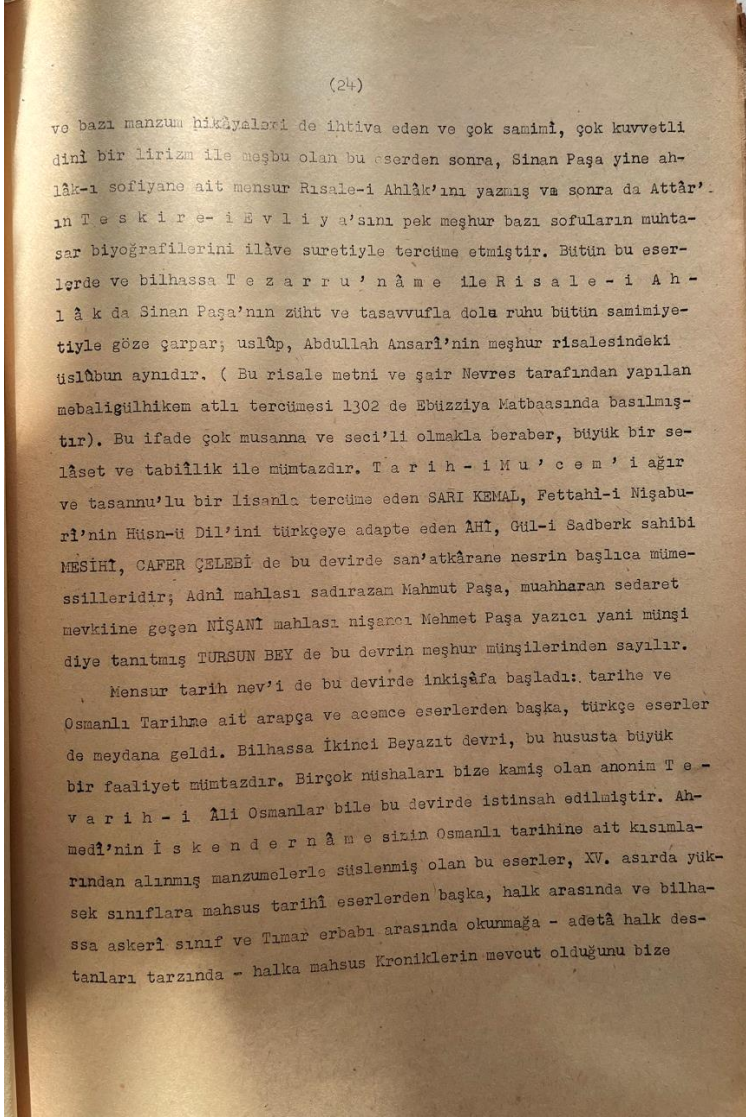 (24)
ve bazı manzum hikâyeleri de ihtiva eden ve çok samimî, çok kuvvetli
dinî bir lirizm ile meşbu olan bu eserden sonra, Sinan Paşa yine ah-
lâk-ı sofiyane ait mensur Risale-i Ahlâk'ını yazmış va sonra da Attâr'-
ın T e s k i r e - i E v l i y a'sını pek meşhur bazı sofuların muhta-
sar biyoğrafilerini ilâve suretiyle tercüme etmiştir. Bütün bu eser-
lerde ve bilhassa T e z a r r u ' n â m e ile R i s a l e - i A h -
l â k da Sinan Paşa'nın züht ve tasavvufla dolu ruhu bütün samimiye-
tiyle göze çarpar; uslûp, Abdullah Ansarî'nin meşhur risalesindeki
üslûbun aynıdır. ( Bu risale metni ve şair Nevres tarafından yapılan
mebaligülhikem atlı tercümesi 1302 de Ebüzziya Matbaasında basılmış-
tır). Bu ifade çok musanna ve seci'li olmakla beraber, büyük bir se-
lâset ve tabiîlik ile mümtazdır. T a r i h - i M u ' c e m ' i ağır
ve tasannu'lu bir lisanla tercüme eden SARI KEMAL, Fettahî-i Nişabu-
rî'nin Hüsn-ü Dil'ini türkçeye adapte eden ÂHÎ, Gül-i Sadberk sahibi
MESİHÎ, CAFER ÇELEBİ de bu devirde san'atkârane nesrin başlıca müme-
ssilleridir; Adnî mahlası sadırazam Mahmut Paşa, muahharan sedaret
mevkiine geçen NİŞANÎ mahlası nişancı Mehmet Paşa yazıcı yani münşi
diye tanıtmış TURSUN BEY de bu devrin meşhur münşilerinden sayılır.
Mensur tarih nev'i de bu devirde inkişafa başladı: tarihe ve
Osmanlı Tarihme ait arapça ve acemce eserlerden başka, türkçe eserler
de meydana geldi. Bilhassa İkinci Beyazıt devri, bu hususta büyük
bir faaliyet mümtazdır. Birçok nüshaları bize kamiş olan anonim T e -
v a r i h - i Âli Osmanlar bile bu devirde istinsah edilmiştir. Ah-
medî'nin İ s k e n d e r n â m e sinin Osmanlı tarihine ait kısımla-
rından alınmış manzumelerle süslenmiş olan bu eserler, XV. asırda yük-
sek sınıflara mahsus tarihî eserlerden başka, halk arasında ve bilha-
ssa askerî sınıf ve Tımar erbabı arasında okunmağa - adetâ halk des-
tanları tarzında - halka mahsus Kroniklerin mevcut olduğunu bize